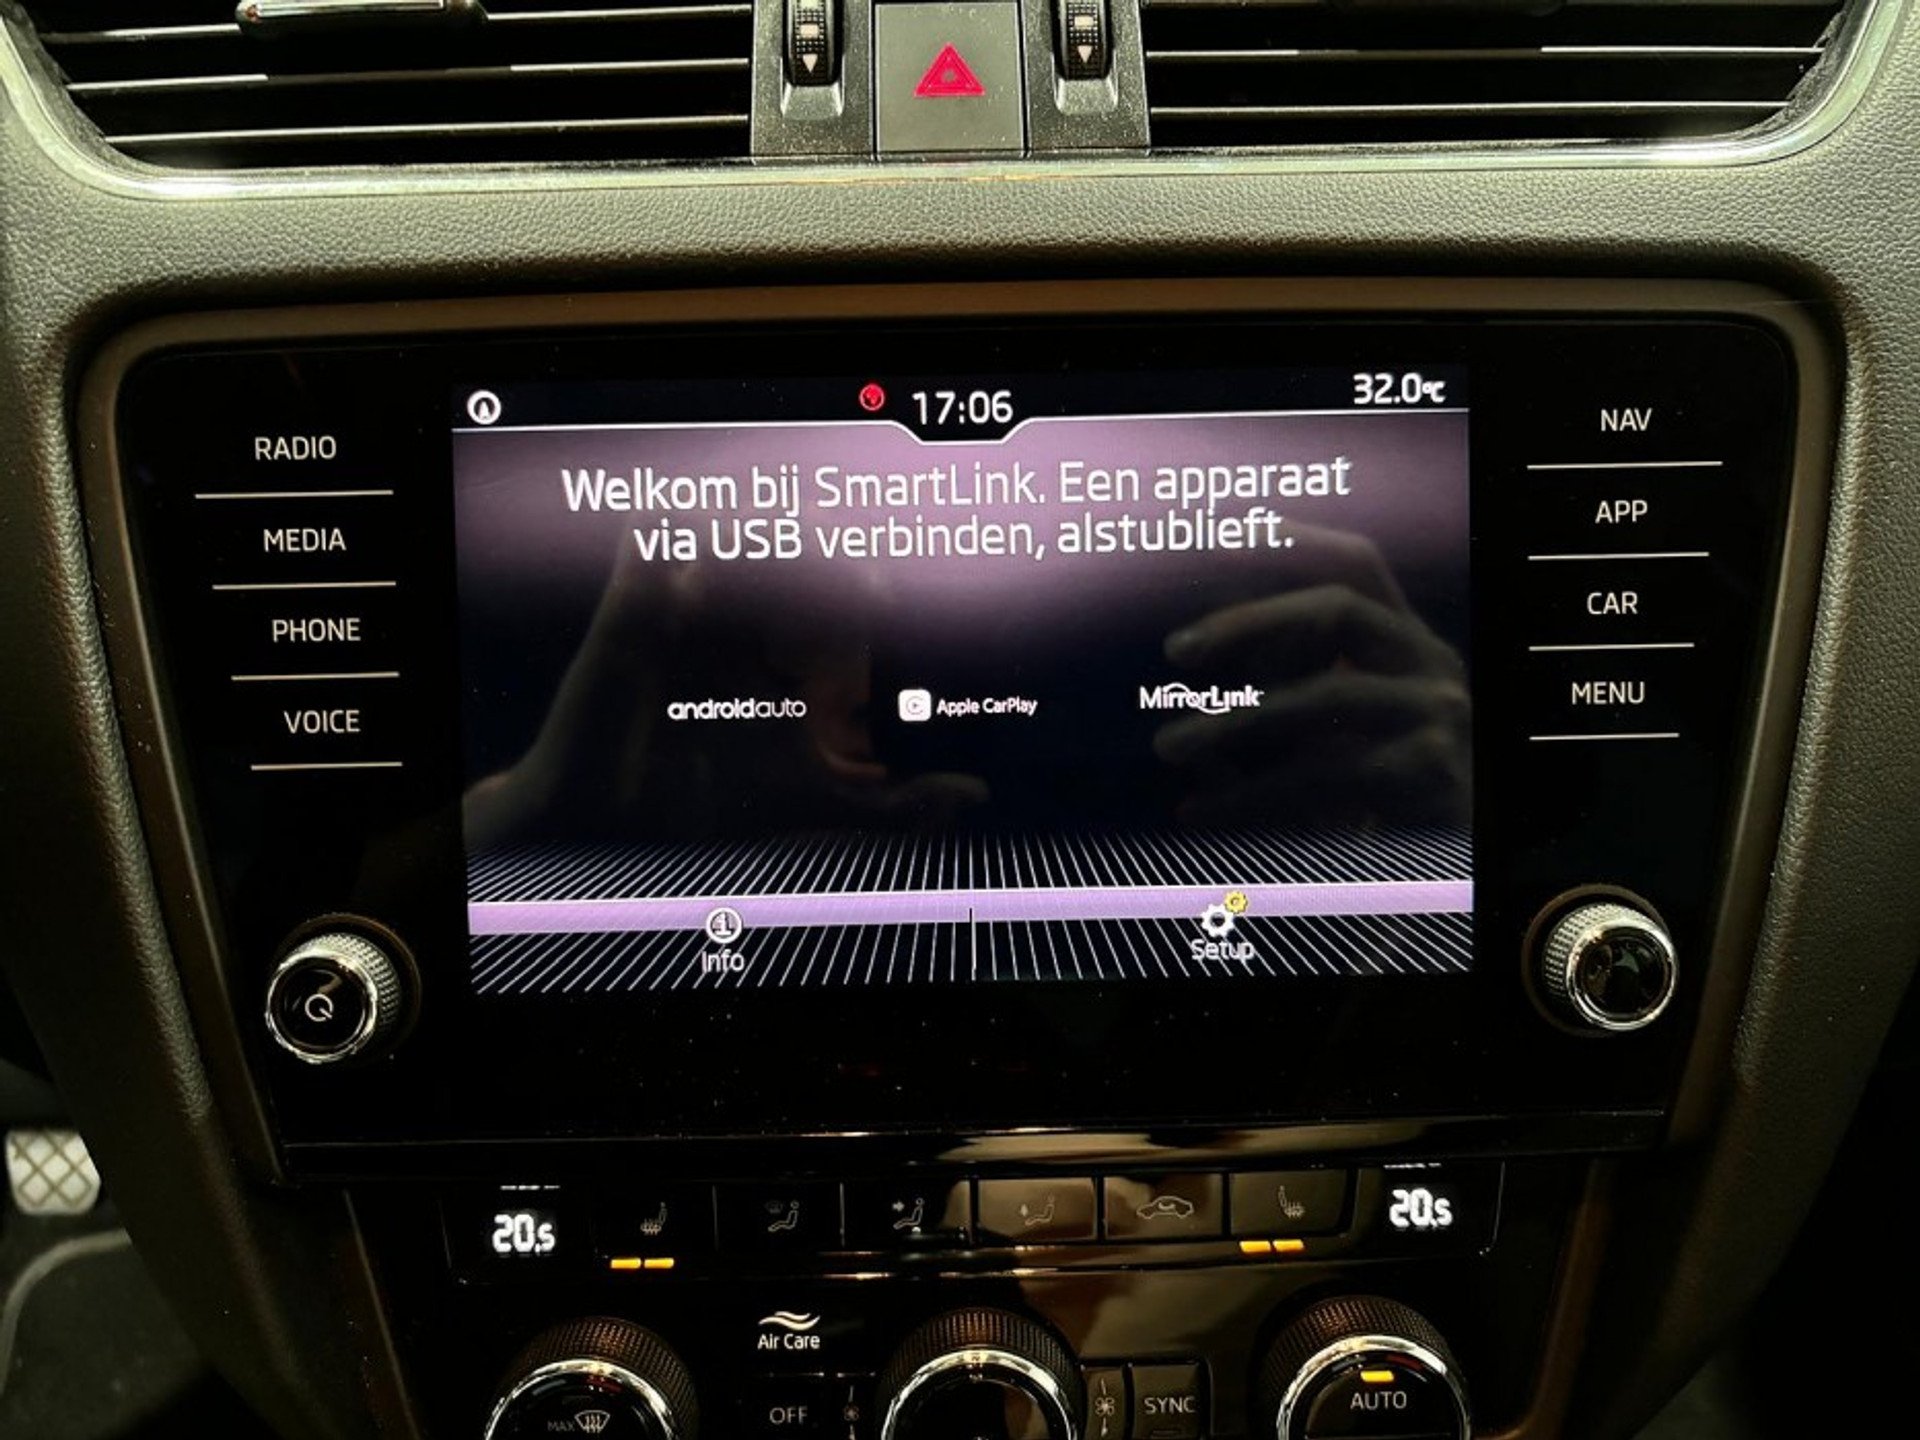 17:06
32.0°C
RADIO
MEDIA
PHONE
VOICE
Welkom bij SmartLink. Een apparaat
via USB verbinden, alstublieft.
androidauto
Apple CarPlay
MirrorLink
Info
Setup
NAV
APP
CAR
MENU
20.5
20.5
Air Care
MAX
OFF
SYNC
AUTO